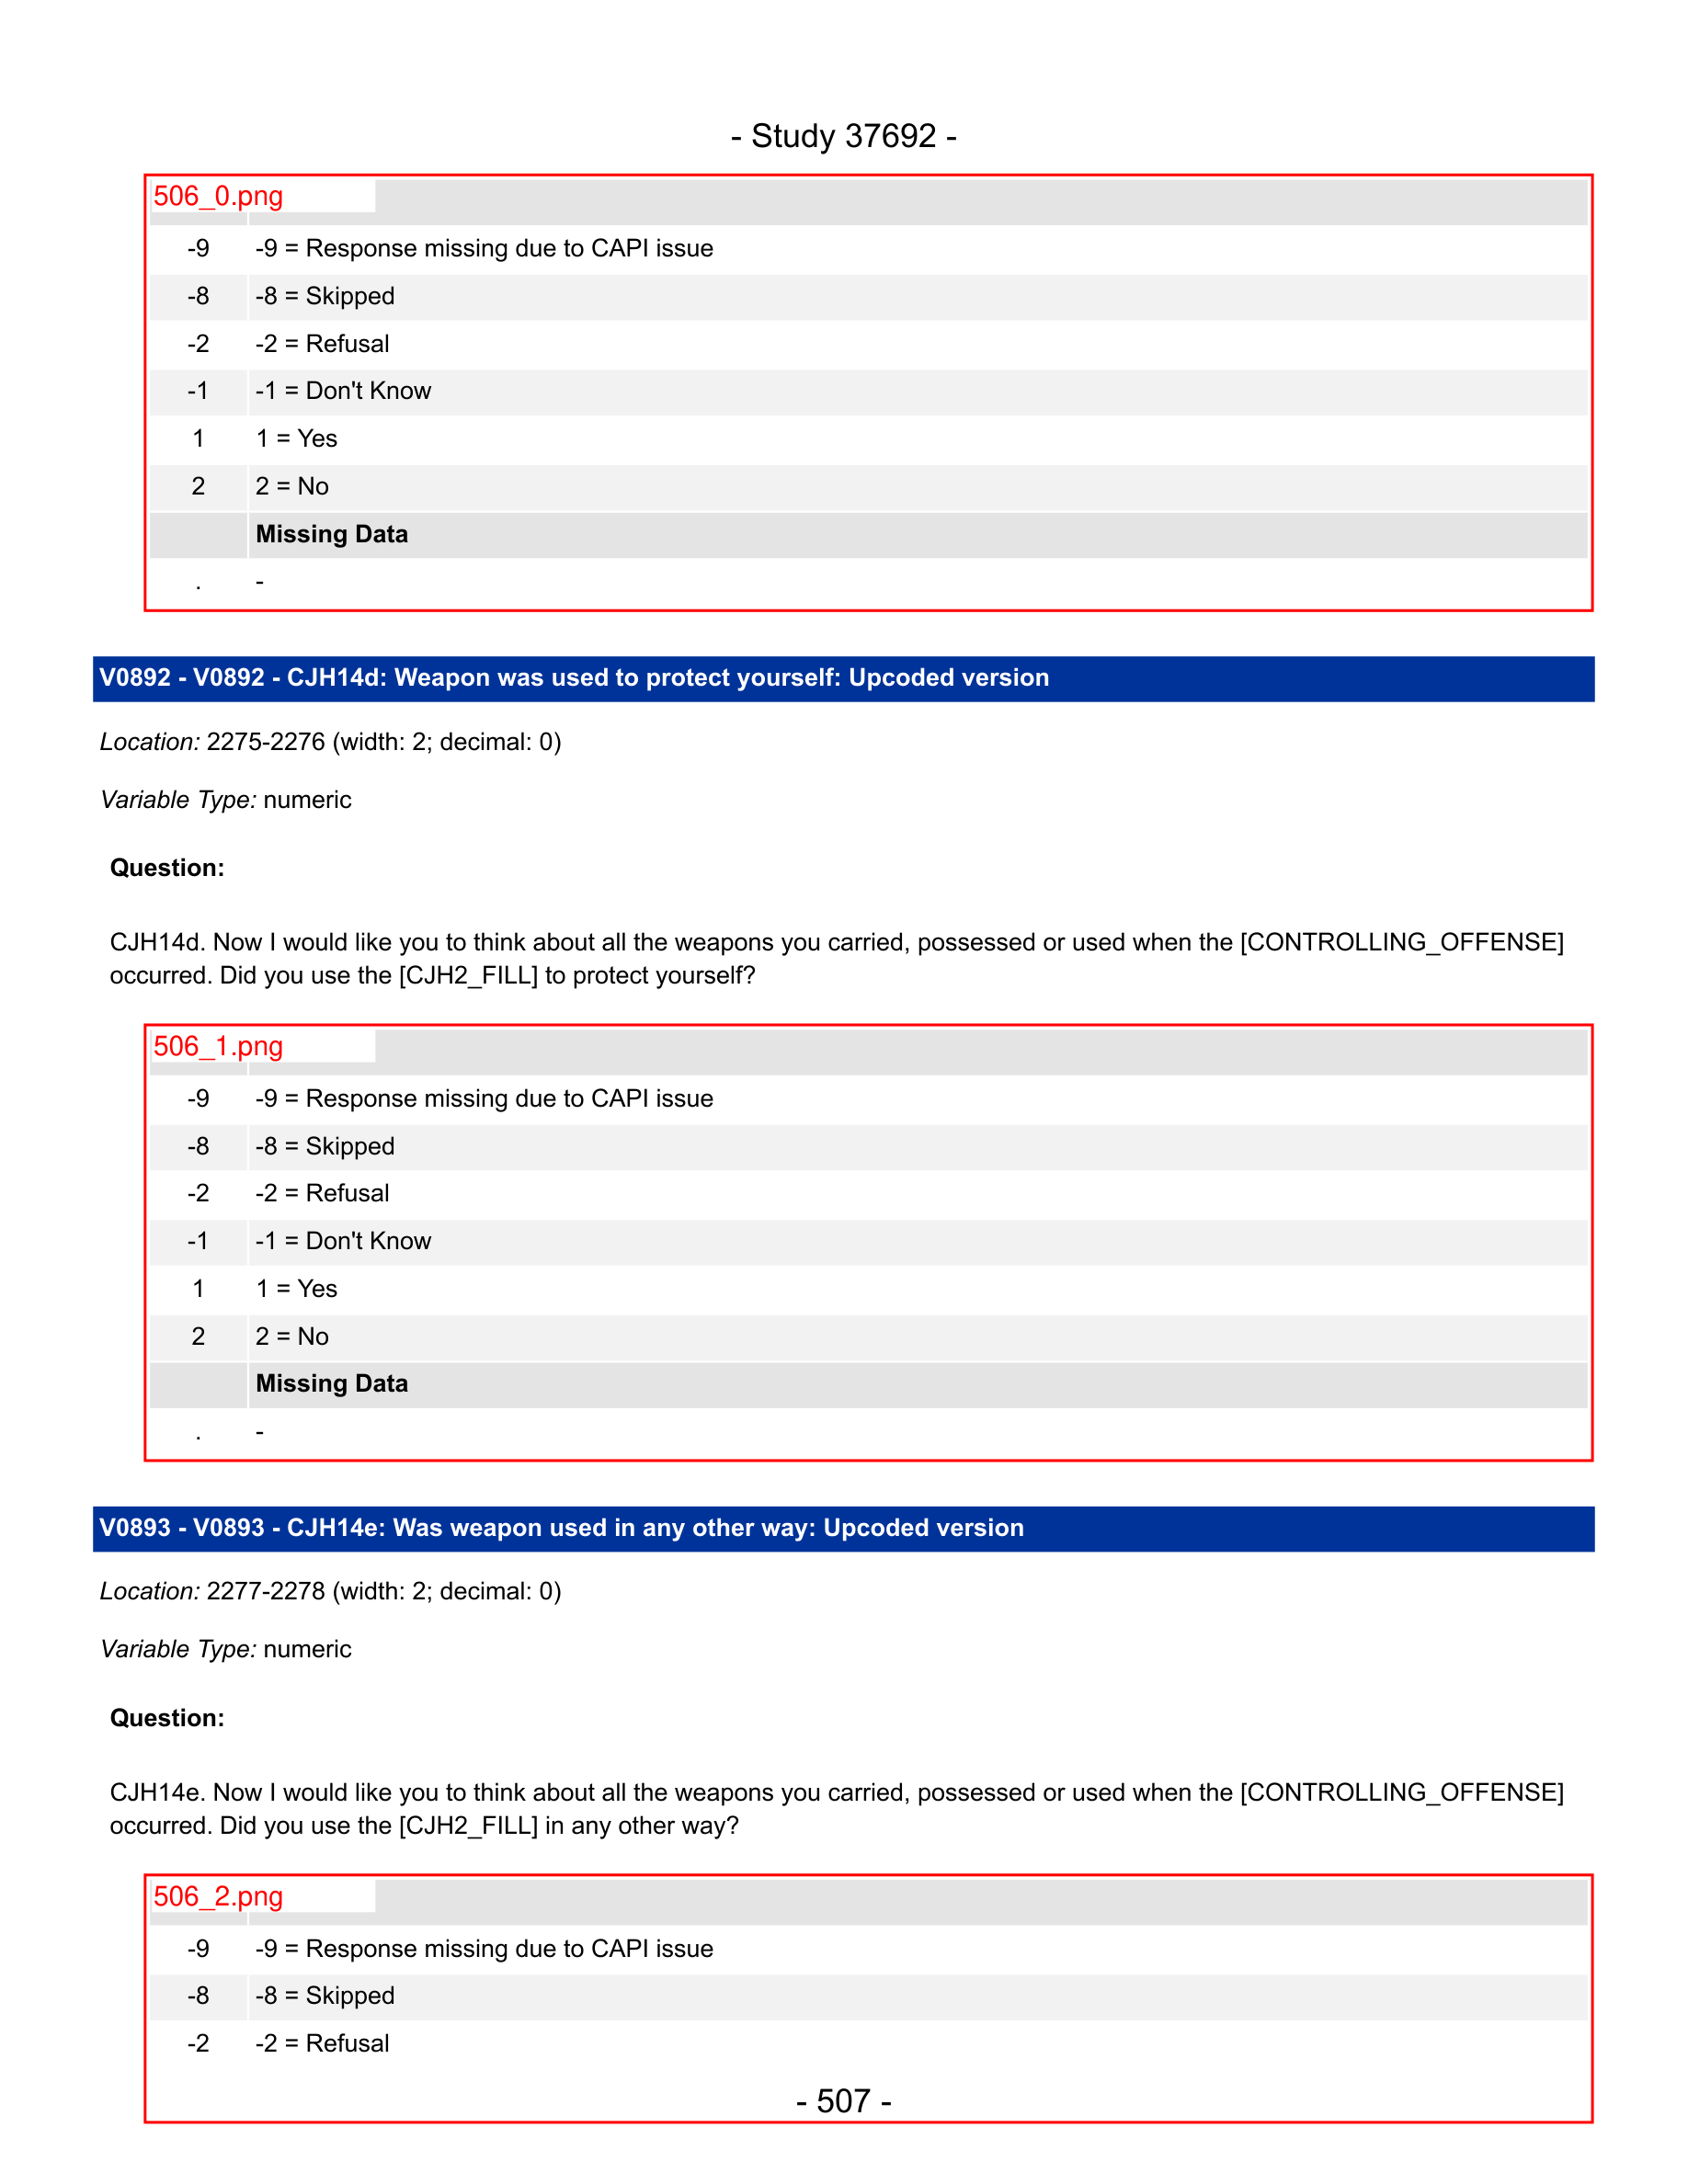 - Study 37692 -
506_0.png
-9 -9 = Response missing due to CAPI issue
-8 -8 = Skipped
-2 -2 = Refusal
-1 -1 = Don't Know
1 1 = Yes
2 2 = No
Missing Data
. -
V0892 - V0892 - CJH14d: Weapon was used to protect yourself: Upcoded version
Location: 2275-2276 (width: 2; decimal: 0)
Variable Type: numeric
Question:
CJH14d. Now I would like you to think about all the weapons you carried, possessed or used when the [CONTROLLING_OFFENSE]
occurred. Did you use the [CJH2_FILL] to protect yourself?
506_1.png
-9 -9 = Response missing due to CAPI issue
-8 -8 = Skipped
-2 -2 = Refusal
-1 -1 = Don't Know
1 1 = Yes
2 2 = No
Missing Data
. -
V0893 - V0893 - CJH14e: Was weapon used in any other way: Upcoded version
Location: 2277-2278 (width: 2; decimal: 0)
Variable Type: numeric
Question:
CJH14e. Now I would like you to think about all the weapons you carried, possessed or used when the [CONTROLLING_OFFENSE]
occurred. Did you use the [CJH2_FILL] in any other way?
506_2.png
-9 -9 = Response missing due to CAPI issue
-8 -8 = Skipped
-2 -2 = Refusal
- 507 -